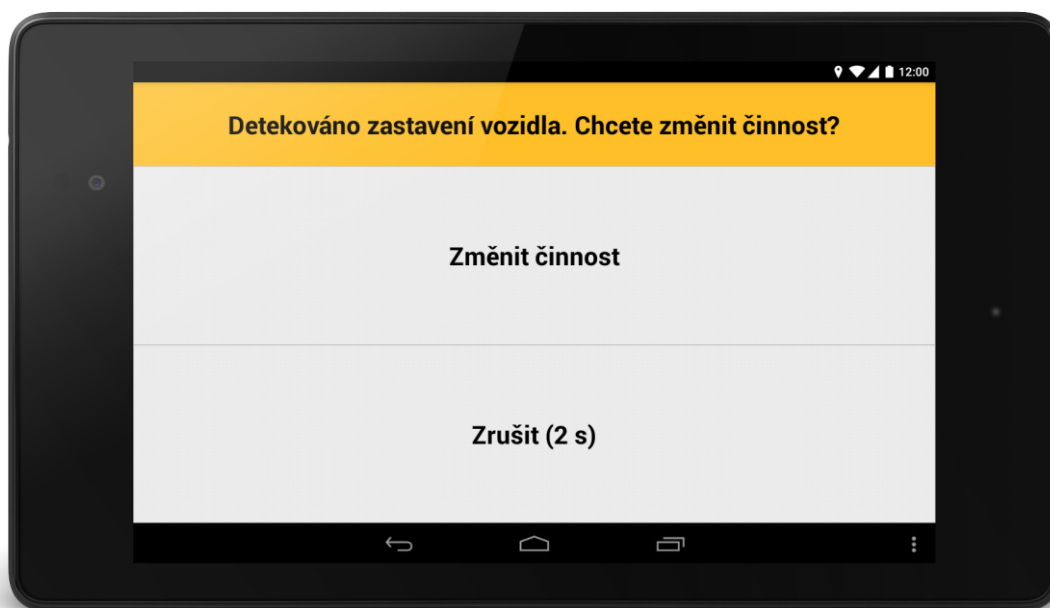 12:00
Detekováno zastavení vozidla. Chcete změnit činnost?
Změnit činnost
Zrušit (2 s)